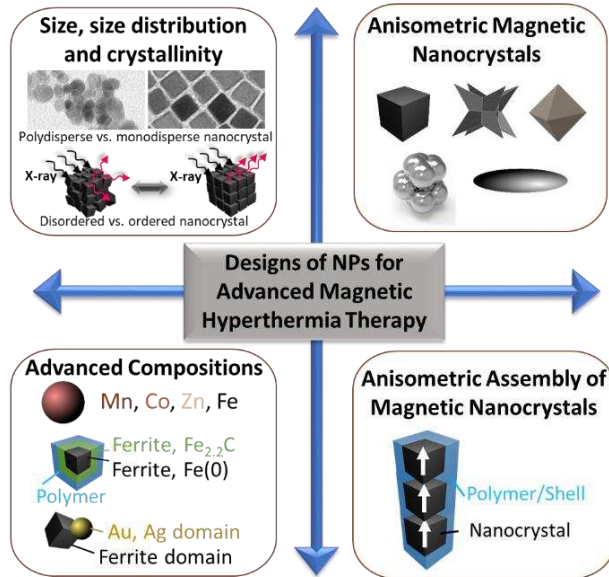 Size, size distribution
and crystallinity
Polydisperse vs. monodisperse nanocrystal
X-ray
X-ray
Disordered vs. ordered nanocrystal
Anisometric Magnetic
Nanocrystals
Designs of NPs for
Advanced Magnetic
Hyperthermia Therapy
Advanced Compositions
Mn, Co, Zn, Fe
Ferrite, Fe2.2C
Ferrite, Fe(0)
Polymer
Au, Ag domain
Ferrite domain
Anisometric Assembly of
Magnetic Nanocrystals
Polymer/Shell
Nanocrystal